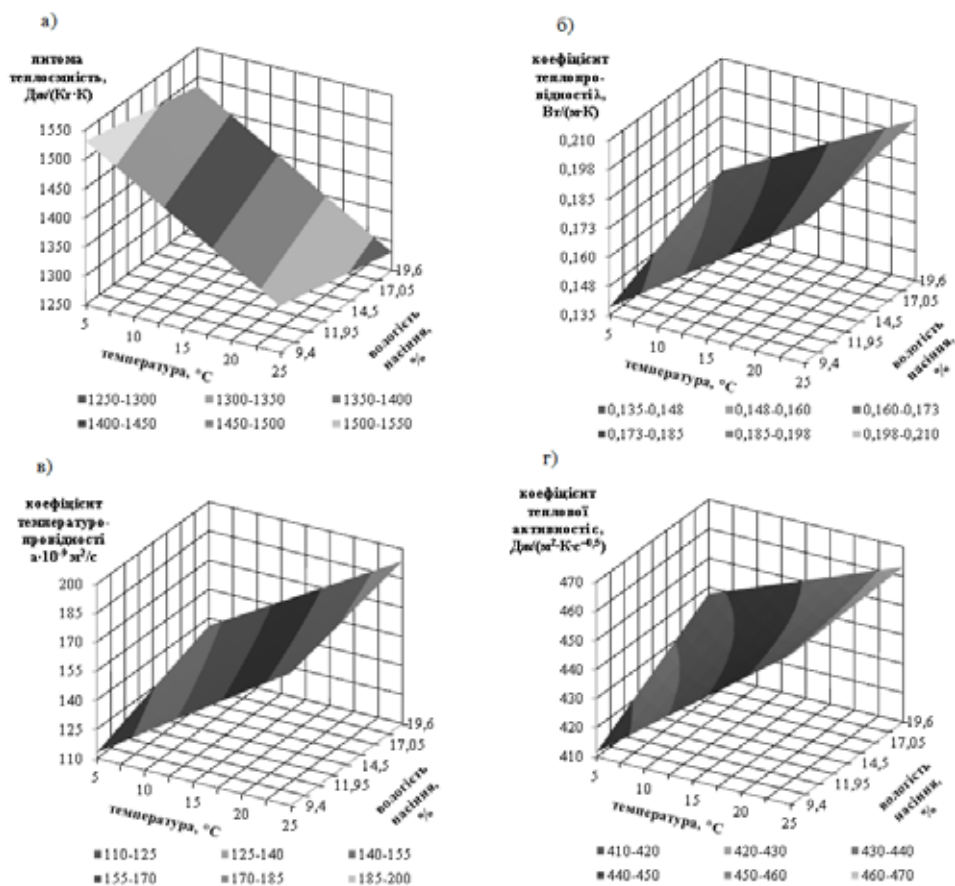 а)
питома
теплоємність,
Дж/(Кг·К)
1550
1500
1450
1400
1350
1300
1250
5
10
15
20
25
температура, °С
9,4
11,95
14,5
17,05
19,6
вологість
насіння,
%
■1250-1300 ■1300-1350 ■1350-1400
■1400-1450 ■1450-1500 ■1500-1550
б)
коефіцієнт
теплопро-
відності λ,
Вт/(м·К)
0,210
0,198
0,185
0,173
0,160
0,148
0,135
5
10
15
20
25
температура, °С
9,4
11,95
14,5
17,05
19,6
вологість
насіння,
%
■0,135-0,148 ■0,148-0,160 ■0,160-0,173
■0,173-0,185 ■0,185-0,198 ■0,198-0,210
в)
коефіцієнт
температуро-
провідності
а·10⁻⁹ м²/с
200
185
170
155
140
125
110
5
10
15
20
25
температура, °С
9,4
11,95
14,5
17,05
19,6
вологість
насіння,
%
■110-125 ■125-140 ■140-155
■155-170 ■170-185 ■185-200
г)
коефіцієнт
теплової
активності є,
Дж/(м²·К·с⁻⁰·⁵)
470
460
450
440
430
420
410
5
10
15
20
25
температура, °С
9,4
11,95
14,5
17,05
19,6
вологість
насіння,
%
■410-420 ■420-430 ■430-440
■440-450 ■450-460 ■460-470